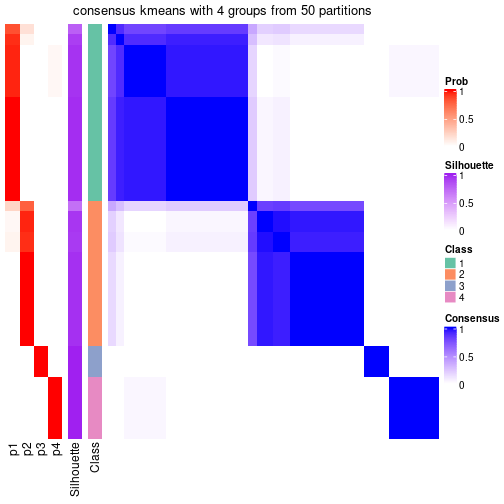 consensus kmeans with 4 groups from 50 partitions
Prob
1
0.5
0
Silhouette
1
0.5
0
Class
1
2
3
4
Consensus
1
0.5
0
p1
p2
p3
p4
Silhouette
Class